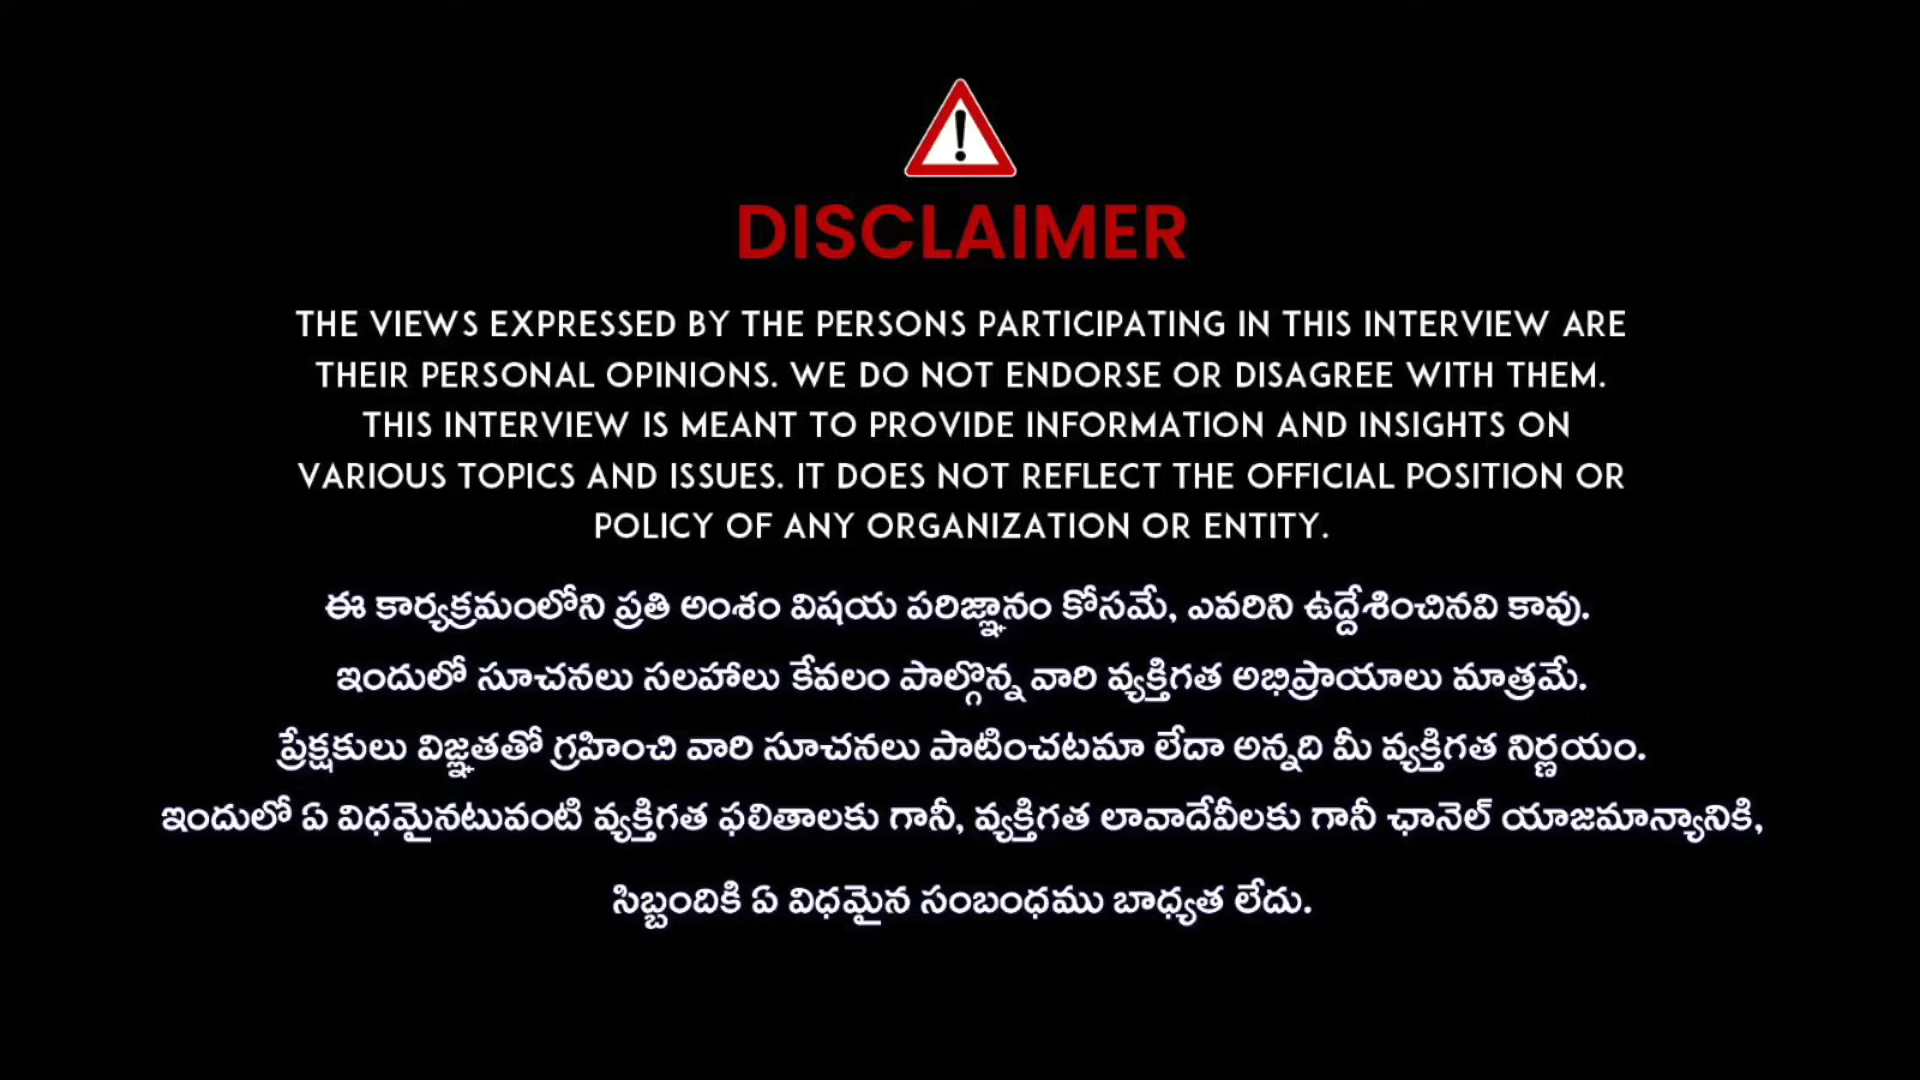 DISCLAIMER
THE VIEWS EXPRESSED BY THE PERSONS PARTICIPATING IN THIS INTERVIEW ARE
THEIR PERSONAL OPINIONS. WE DO NOT ENDORSE OR DISAGREE WITH THEM.
THIS INTERVIEW IS MEANT TO PROVIDE INFORMATION AND INSIGHTS ON
VARIOUS TOPICS AND ISSUES. IT DOES NOT REFLECT THE OFFICIAL POSITION OR
POLICY OF ANY ORGANIZATION OR ENTITY.
ఈ కార్యక్రమంలోని ప్రతి అంశం విషయ పరిజ్ఞానం కోసమే, ఎవరిని ఉద్దేశించినవి కావు.
ఇందులో సూచనలు సలహాలు కేవలం పాల్గొన్న వారి వ్యక్తిగత అభిప్రాయాలు మాత్రమే.
ప్రేక్షకులు విజ్ఞతతో గ్రహించి వారి సూచనలు పాటించటమా లేదా అన్నది మీ వ్యక్తిగత నిర్ణయం.
ఇందులో ఏ విధమైనటువంటి వ్యక్తిగత ఫలితాలకు గానీ, వ్యక్తిగత లావాదేవీలకు గానీ ఛానెల్ యాజమాన్యానికి,
సిబ్బందికి ఏ విధమైన సంబంధము బాధ్యత లేదు.